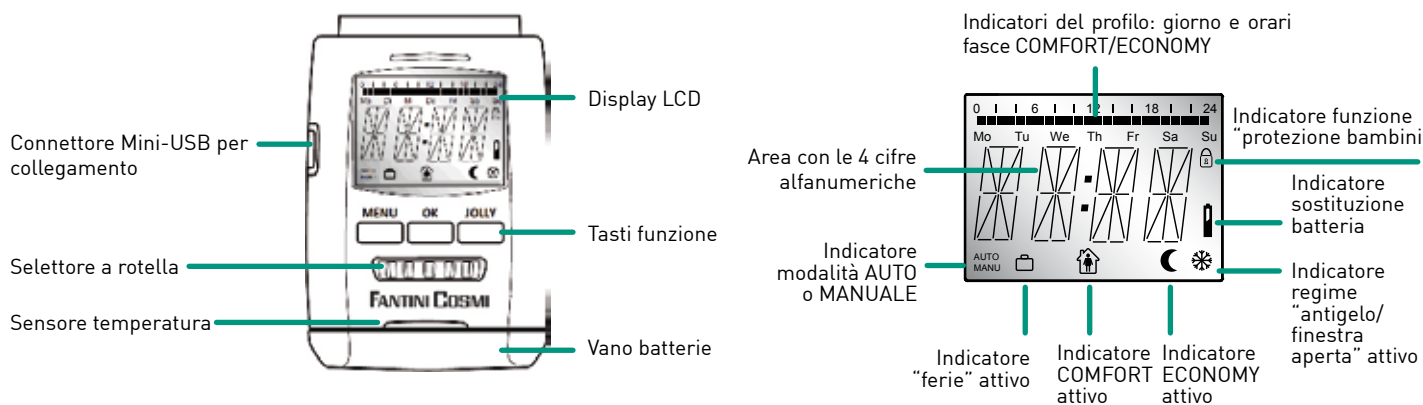 Connettore Mini-USB per
collegamento
Selettore a rotella
Sensore temperatura
MENU OK JOLLY
FANTINI COSMI
Display LCD
Tasti funzione
Vano batterie
Indicatori del profilo: giorno e orari
fasce COMFORT/ECONOMY
0 6 12 18 24
Mo Tu We Th Fr Sa Su
Area con le 4 cifre
alfanumeriche
Indicatore
modalità AUTO
o MANUALE
AUTO
MANU
Indicatore funzione
“protezione bambini
Indicatore
sostituzione
batteria
Indicatore
regime
“antigelo/
finestra
aperta” attivo
Indicatore
“ferie” attivo
Indicatore
COMFORT
attivo
Indicatore
ECONOMY
attivo